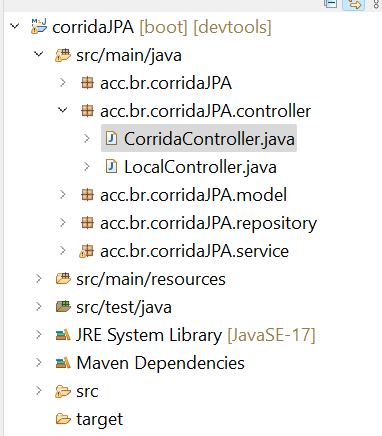 corridaJPA [boot] [devtools]
src/main/java
acc.br.corridaJPA
acc.br.corridaJPA.controller
CorridaController.java
LocalController.java
acc.br.corridaJPA.model
acc.br.corridaJPA.repository
acc.br.corridaJPA.service
src/main/resources
src/test/java
JRE System Library [JavaSE-17]
Maven Dependencies
src
target